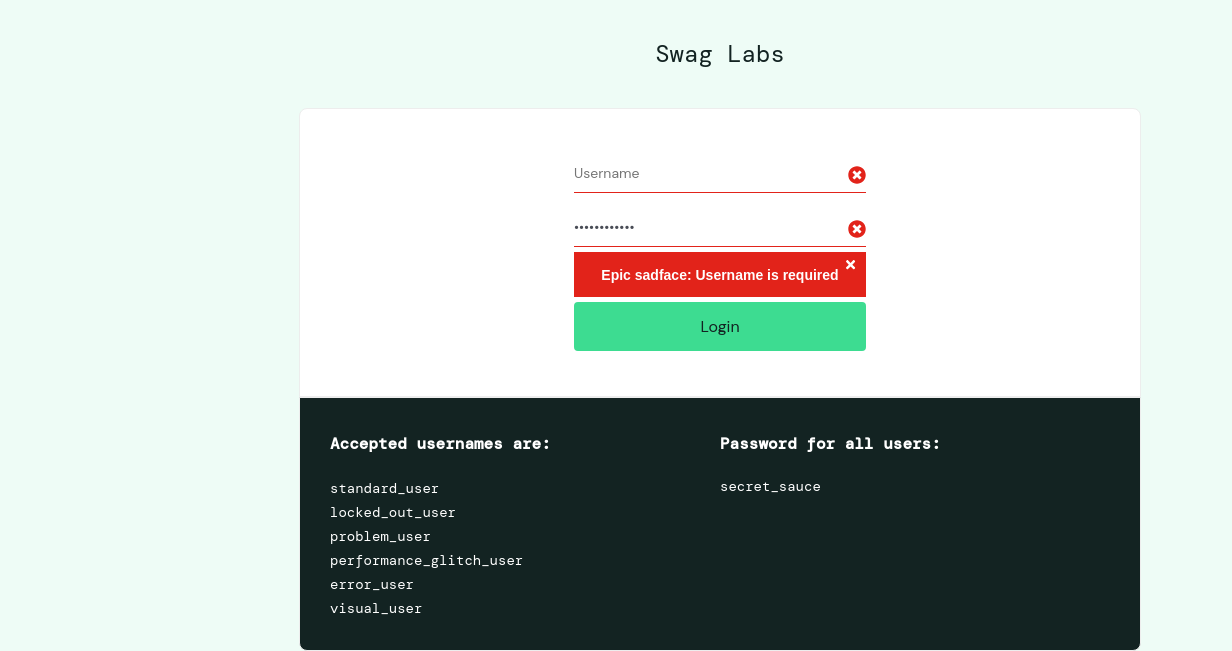 Swag Labs
Username
••••••••••••
Epic sadface: Username is required
Login
Accepted usernames are:
standard_user
locked_out_user
problem_user
performance_glitch_user
error_user
visual_user
Password for all users:
secret_sauce